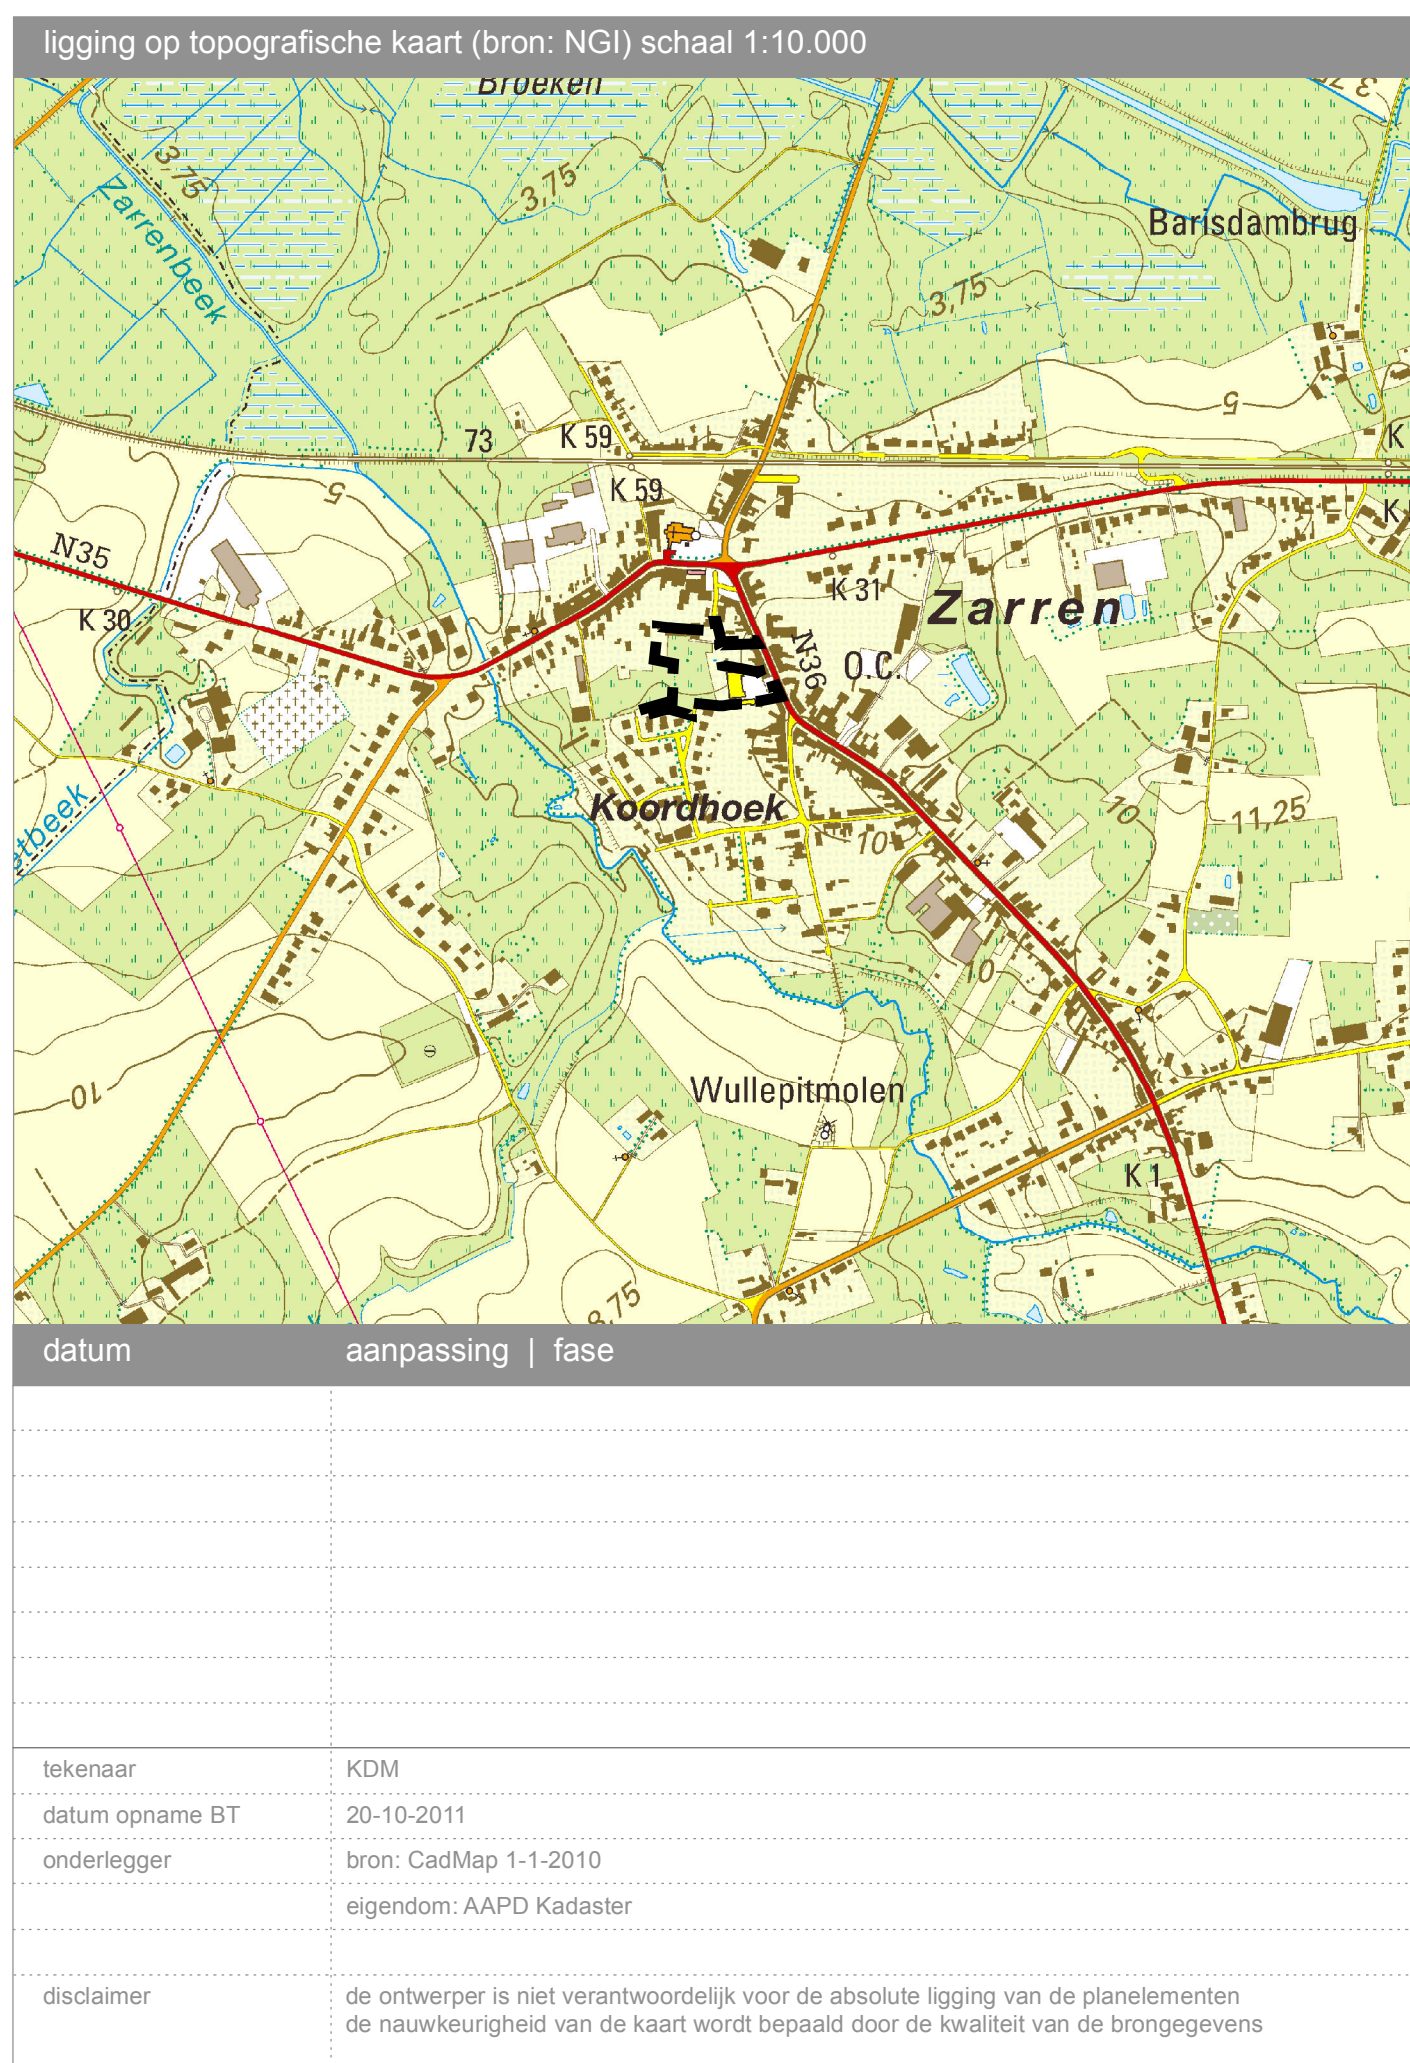 ligging op topografische kaart (bron: NGI) schaal 1:10.000
Broeken
3,75
3,75
Zarrenbeek
Barisdambrug
3,75
5
73
K 59
K
5
K 59
K
N35
K 31
K 30
Zarren
N36
O.C.
Koordhoek
10
11,25
10
10
Wullepitmolen
10
K 1
8,75
datum aanpassing | fase
tekenaar KDM
datum opname BT 20-10-2011
onderlegger bron: CadMap 1-1-2010
eigendom: AAPD Kadaster
disclaimer de ontwerper is niet verantwoordelijk voor de absolute ligging van de planelementen
de nauwkeurigheid van de kaart wordt bepaald door de kwaliteit van de brongegevens